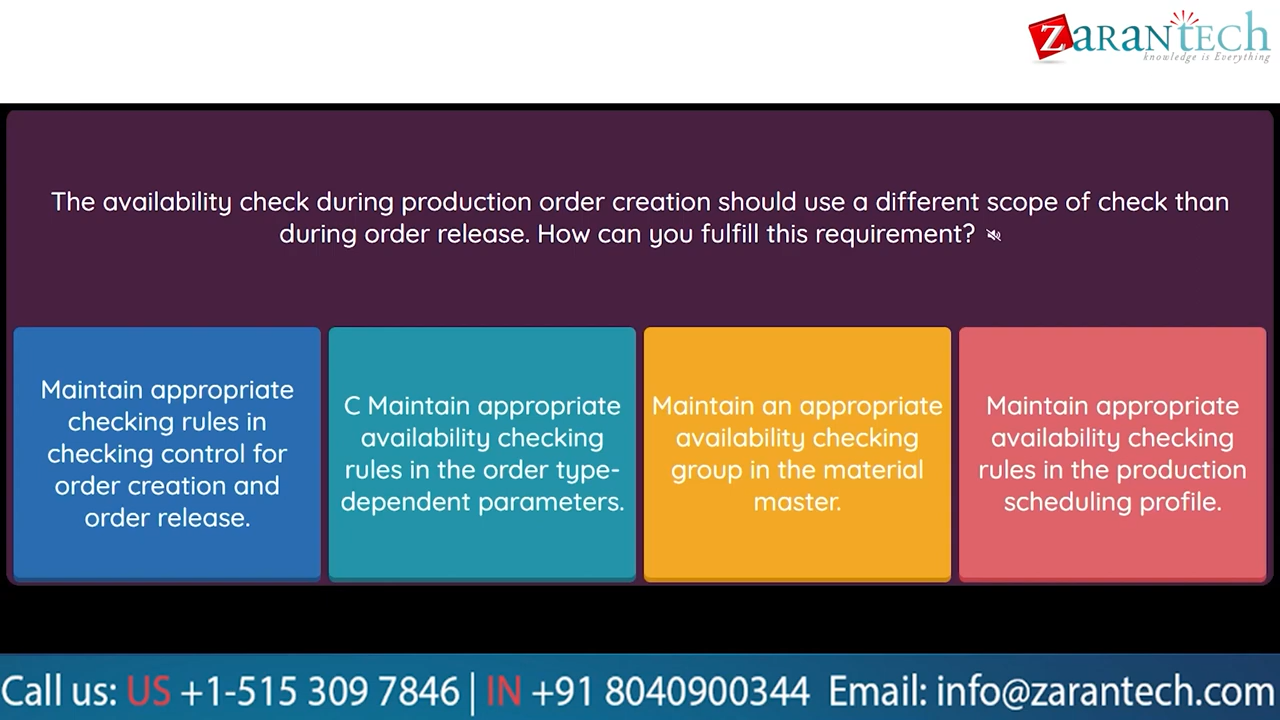 ZARANTECH
knowledge is Everything
The availability check during production order creation should use a different scope of check than
during order release. How can you fulfill this requirement?
Maintain appropriate
checking rules in
checking control for
order creation and
order release.
C Maintain appropriate
availability checking
rules in the order type-
dependent parameters.
Maintain an appropriate
availability checking
group in the material
master.
Maintain appropriate
availability checking
rules in the production
scheduling profile.
Call us: US +1-515 309 7846 | IN +91 8040900344 Email: info@zarantech.com